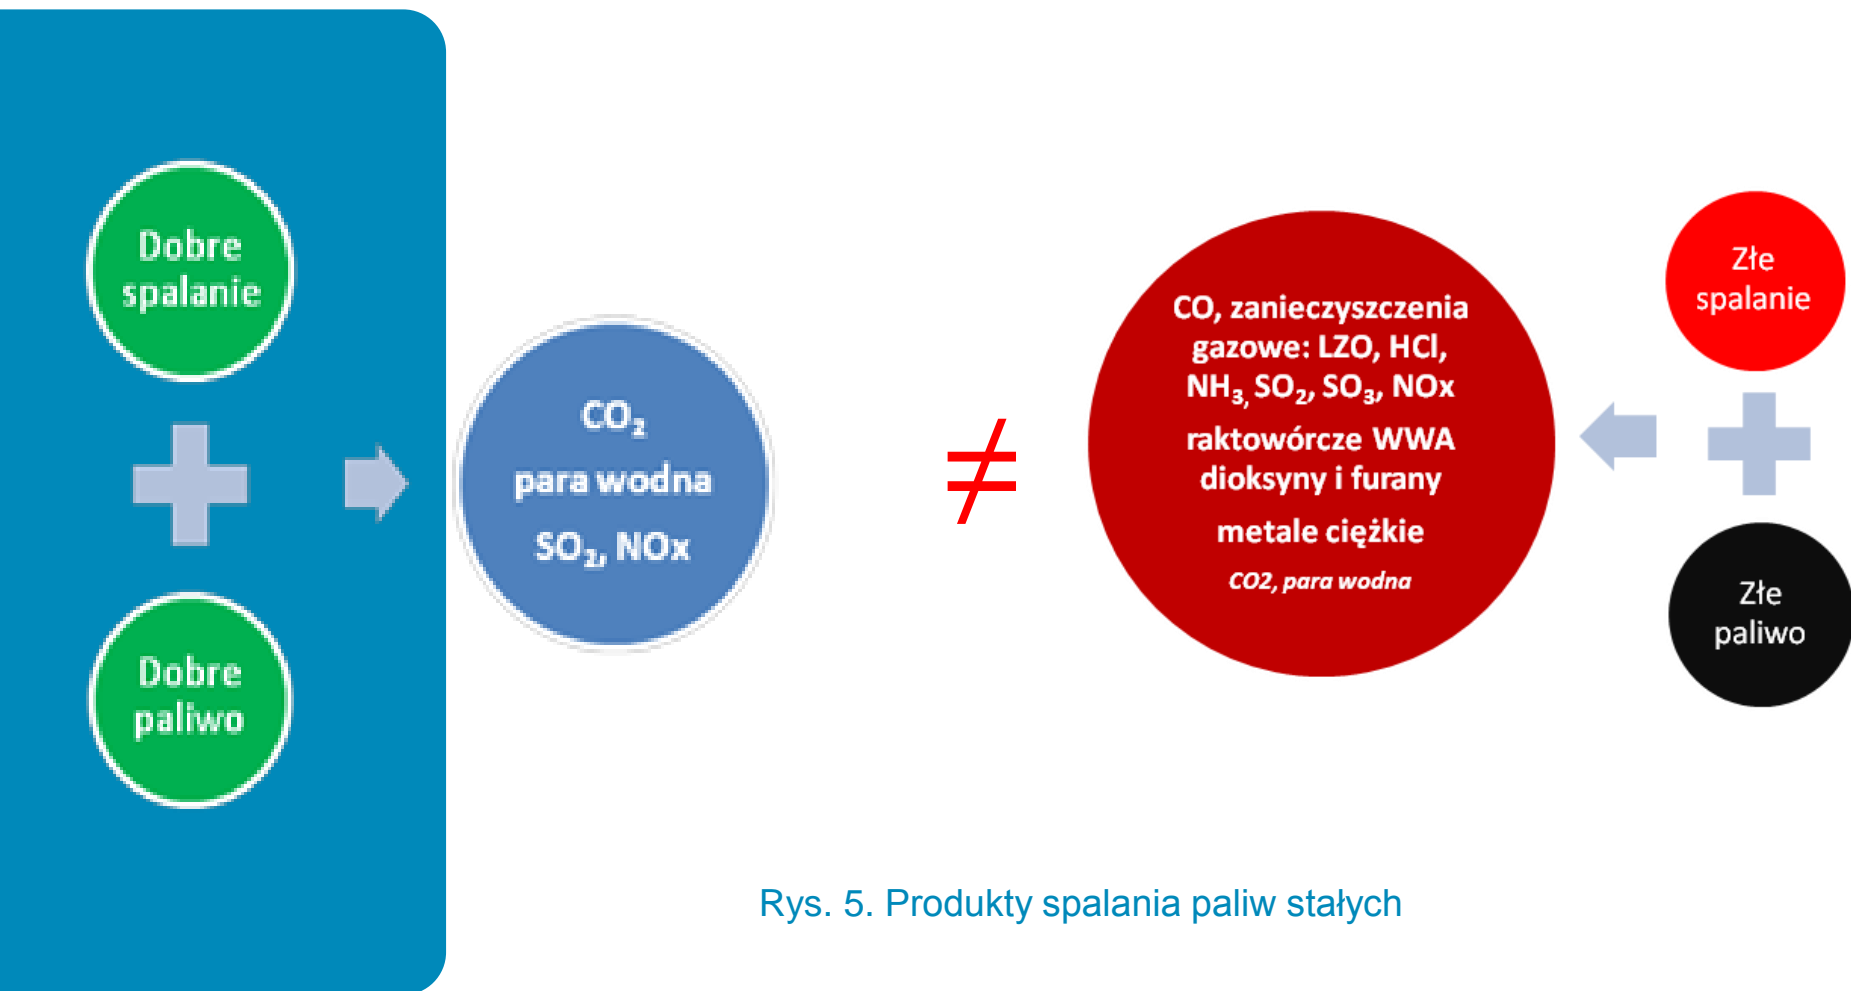 Dobre
spalanie
Dobre
paliwo
CO₂
para wodna
SO₂, NOx
≠
CO, zanieczyszczenia
gazowe: LZO, HCl,
NH₃, SO₂, SO₃, NOx
raktowórcze WWA
dioksyny i furany
metale ciężkie
CO2, para wodna
Złe
spalanie
Złe
paliwo
Rys. 5. Produkty spalania paliw stałych